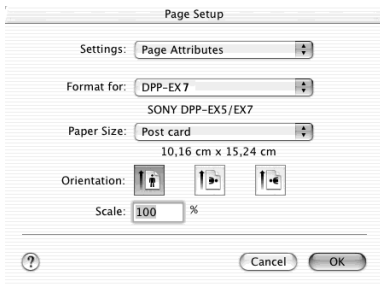 Page Setup
Settings: Page Attributes
Format for: DPP-EX7
SONY DPP-EX5/EX7
Paper Size: Post card
10,16 cm x 15,24 cm
Orientation:
Scale: 100 %
? Cancel OK